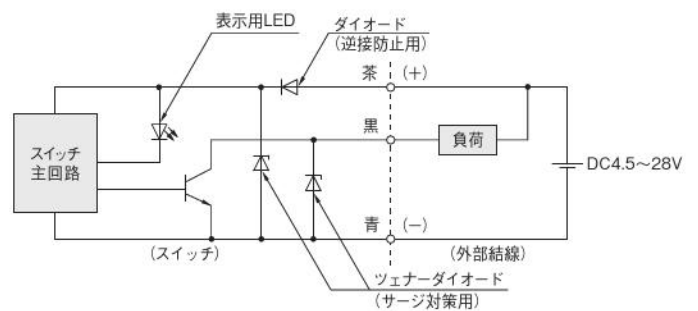 表示用LED
ダイオード
(逆接防止用)
茶 (+)
黒
スイッチ
主回路
負荷
DC4.5～28V
青 (−)
(スイッチ)
(外部結線)
ツェナーダイオード
(サージ対策用)